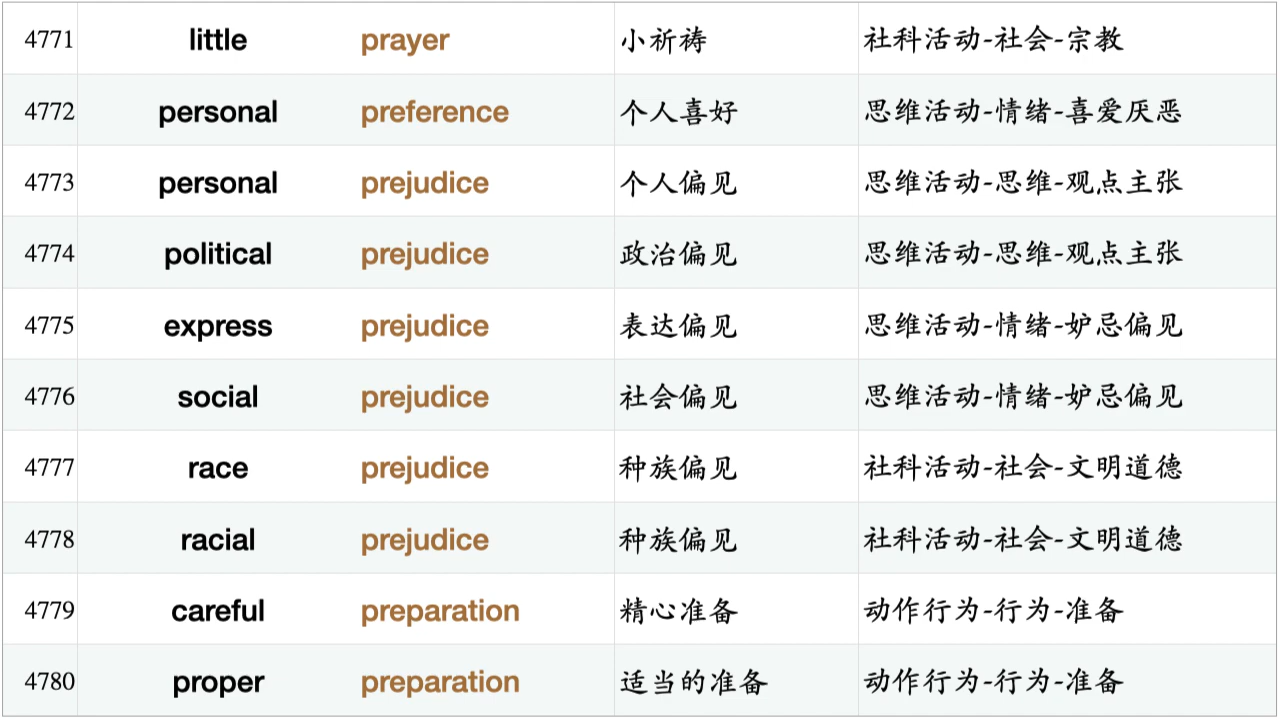 4771 little prayer 小祈祷 社科活动-社会-宗教
4772 personal preference 个人喜好 思维活动-情绪-喜爱厌恶
4773 personal prejudice 个人偏见 思维活动-思维-观点主张
4774 political prejudice 政治偏见 思维活动-思维-观点主张
4775 express prejudice 表达偏见 思维活动-情绪-妒忌偏见
4776 social prejudice 社会偏见 思维活动-情绪-妒忌偏见
4777 race prejudice 种族偏见 社科活动-社会-文明道德
4778 racial prejudice 种族偏见 社科活动-社会-文明道德
4779 careful preparation 精心准备 动作行为-行为-准备
4780 proper preparation 适当的准备 动作行为-行为-准备